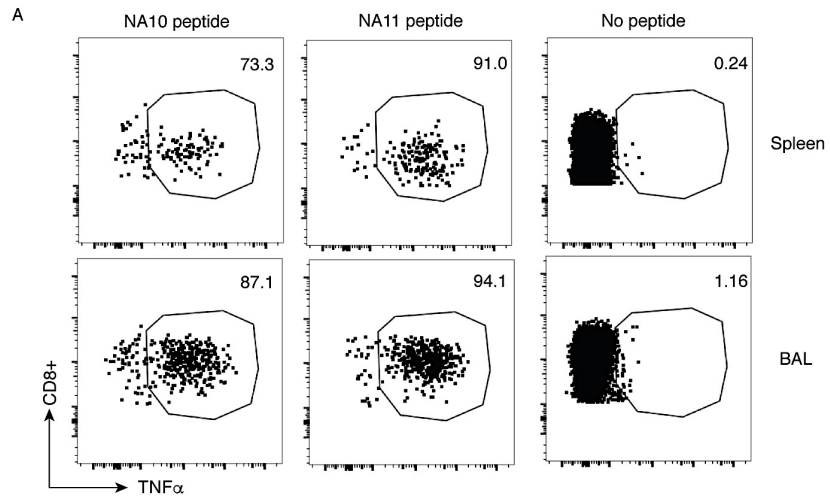 A
NA10 peptide
NA11 peptide
No peptide
73.3
91.0
0.24
Spleen
87.1
94.1
1.16
BAL
CD8+
TNFα